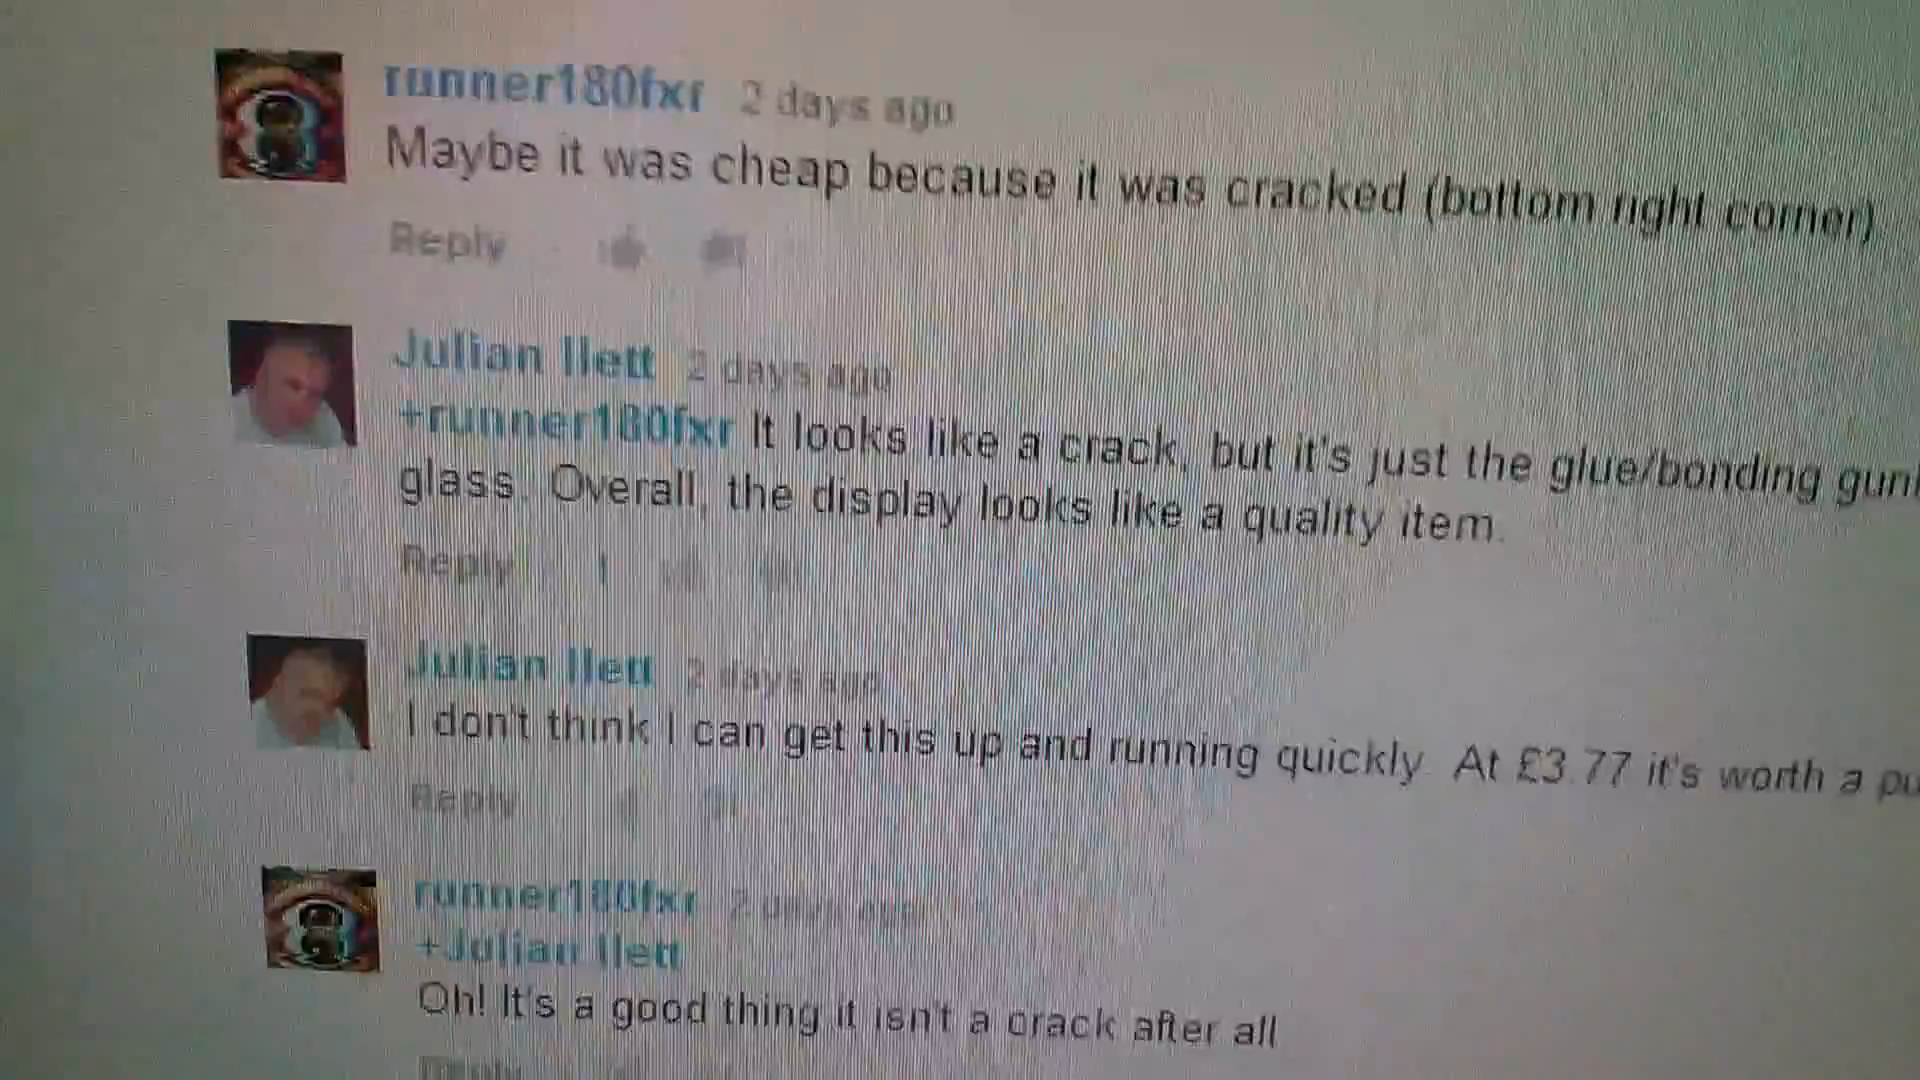 runner180fxr 2 days ago
Maybe it was cheap because it was cracked (bottom right corner).
Reply
Julian Ilett 2 days ago
+runner180fxr It looks like a crack, but it's just the glue/bonding
glass. Overall, the display looks like a quality item.
Reply 1
Julian Ilett 2 days ago
I don't think I can get this up and running quickly. At £3.77 it's worth a
Reply
runner180fxr 2 days ago
+Julian Ilett
Oh! It's a good thing it isn't a crack after all
Reply